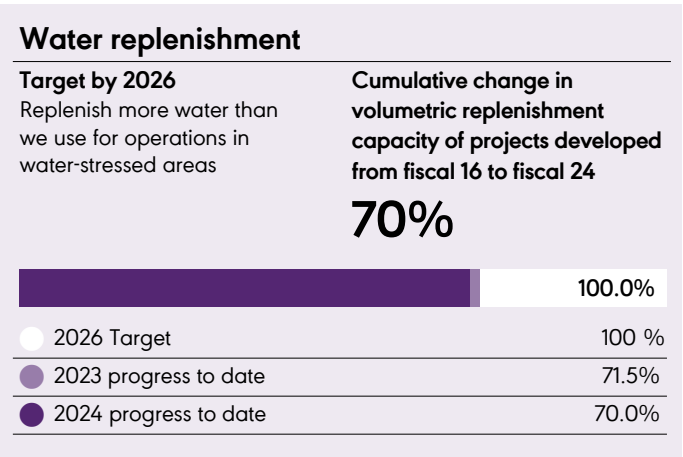 Water replenishment
Target by 2026
Replenish more water than
we use for operations in
water-stressed areas
Cumulative change in
volumetric replenishment
capacity of projects developed
from fiscal 16 to fiscal 24
70%
100.0%
2026 Target 100 %
2023 progress to date 71.5%
2024 progress to date 70.0%